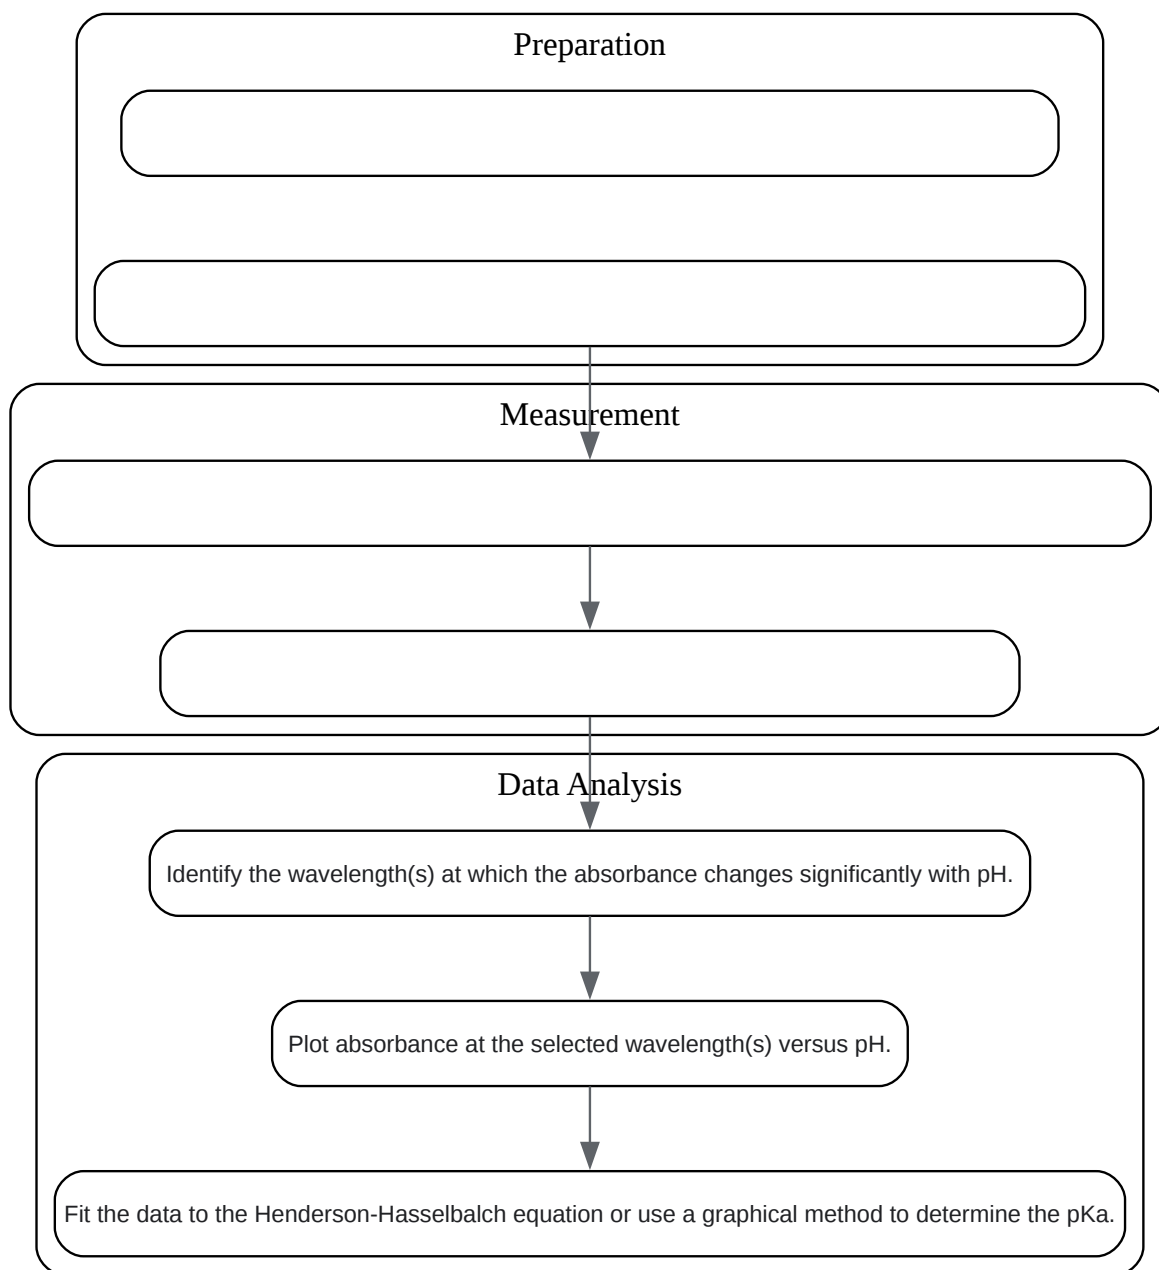 Preparation
Measurement
Data Analysis
Identify the wavelength(s) at which the absorbance changes significantly with pH.
Plot absorbance at the selected wavelength(s) versus pH.
Fit the data to the Henderson-Hasselbalch equation or use a graphical method to determine the pKa.